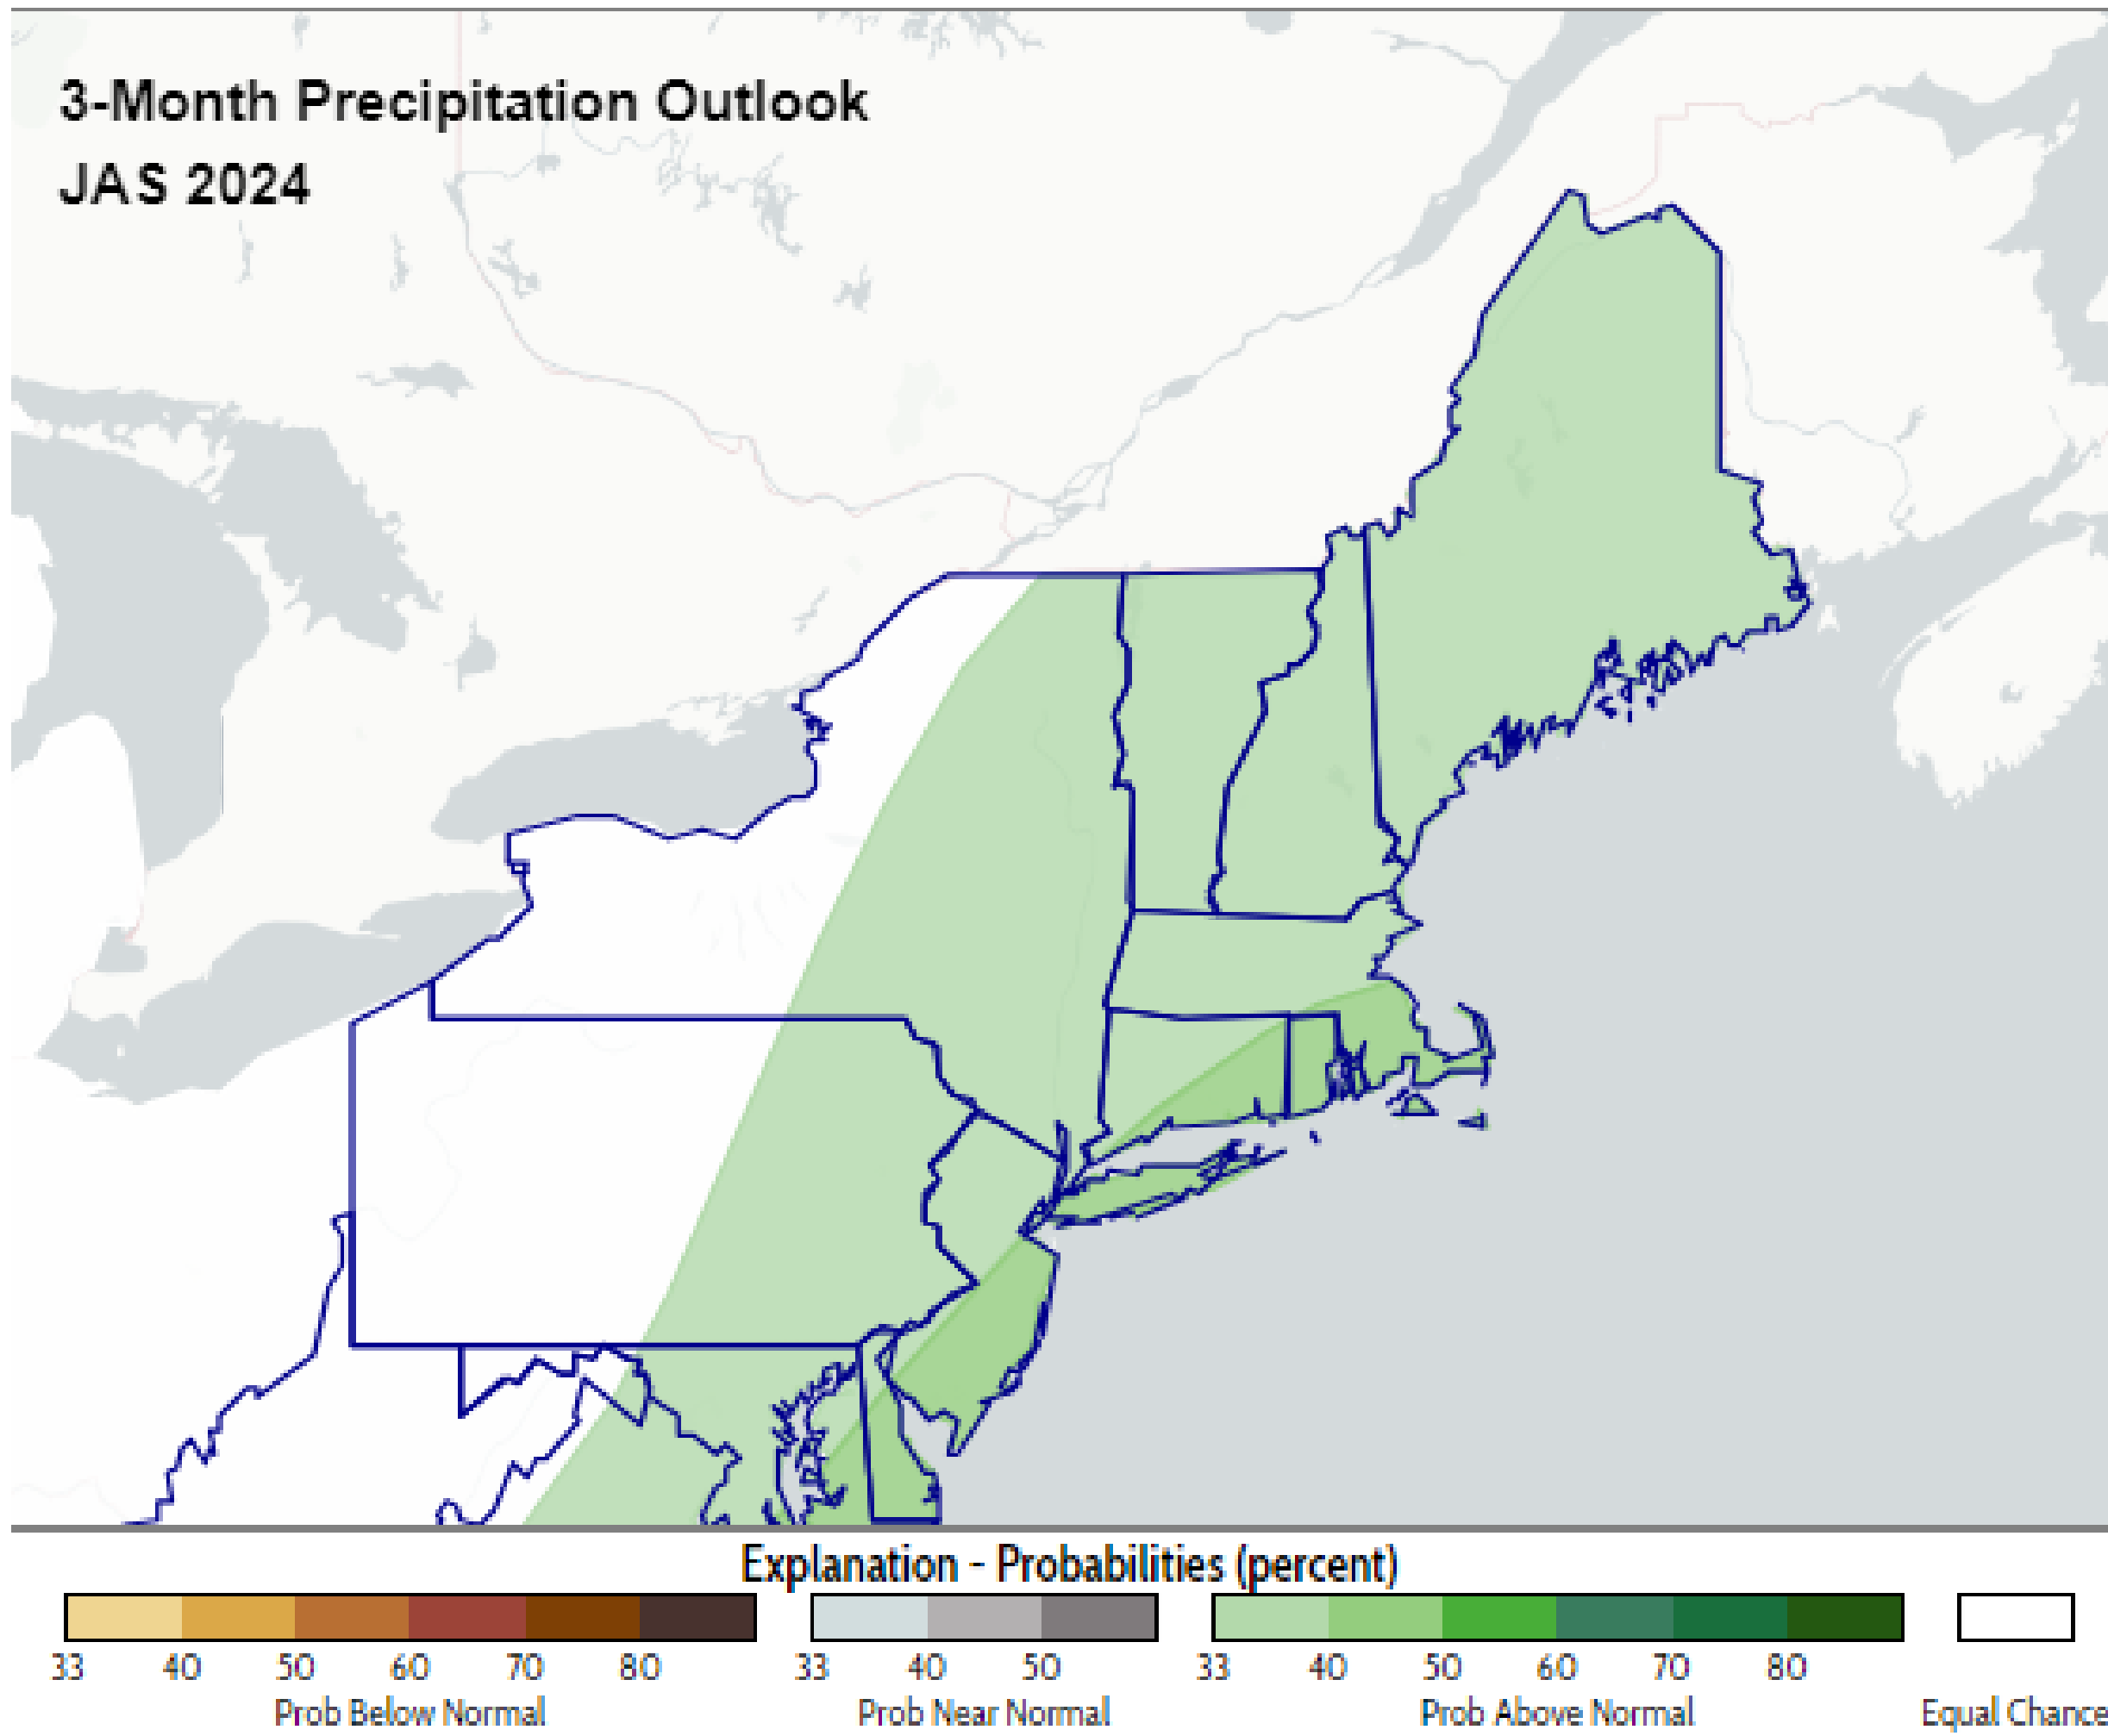 3-Month Precipitation Outlook
JAS 2024
Explanation - Probabilities (percent)
33 40 50 60 70 80 33 40 50 33 40 50 60 70 80
Prob Below Normal Prob Near Normal Prob Above Normal Equal Chance